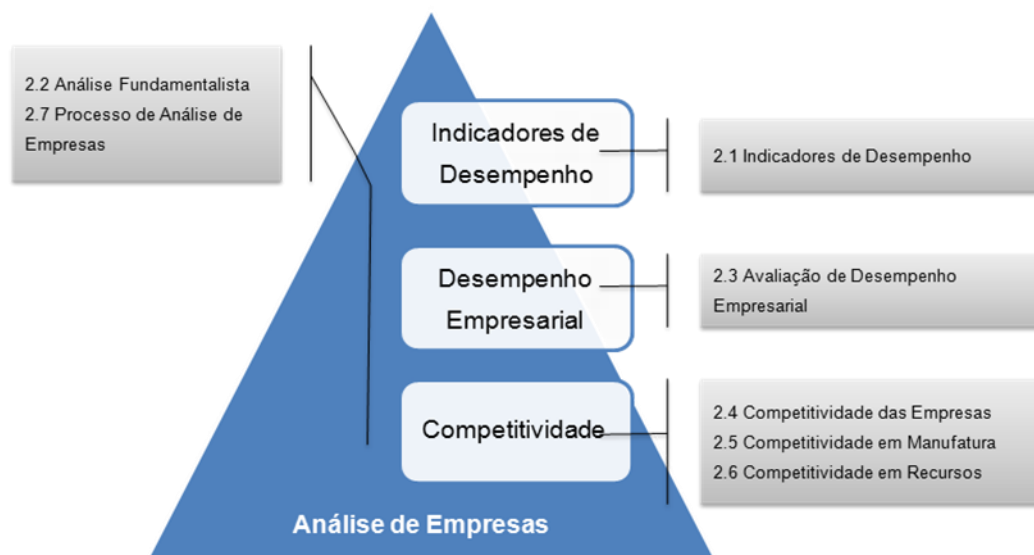 2.2 Análise Fundamentalista
2.7 Processo de Análise de
Empresas
Indicadores de
Desempenho
2.1 Indicadores de Desempenho
Desempenho
Empresarial
2.3 Avaliação de Desempenho
Empresarial
Competitividade
2.4 Competitividade das Empresas
2.5 Competitividade em Manufatura
2.6 Competitividade em Recursos
Análise de Empresas